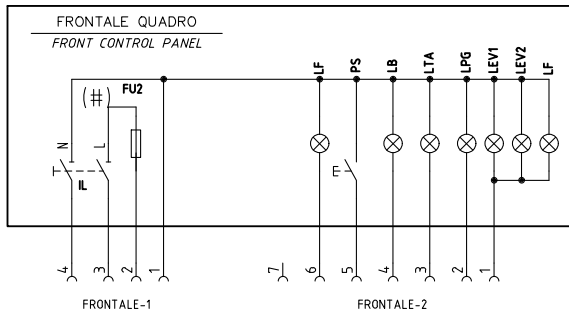 FRONTALE QUADRO
FRONT CONTROL PANEL
LF PS LB LTA LPG LEV1 LEV2 LF
(#) FU2
N L
IL
4 3 2 1 7 6 5 4 3 2 1
FRONTALE-1 FRONTALE-2